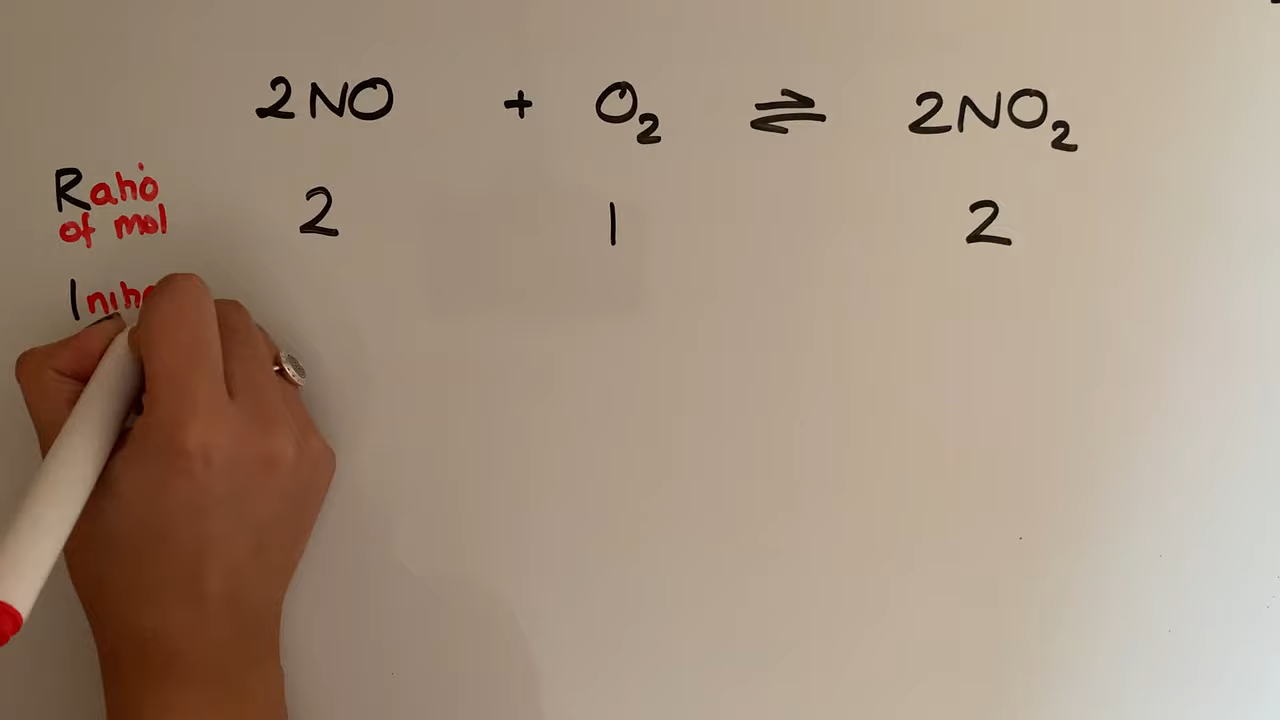 2NO + O₂ ⇌ 2NO₂
Ratio 2 1 2
of mol